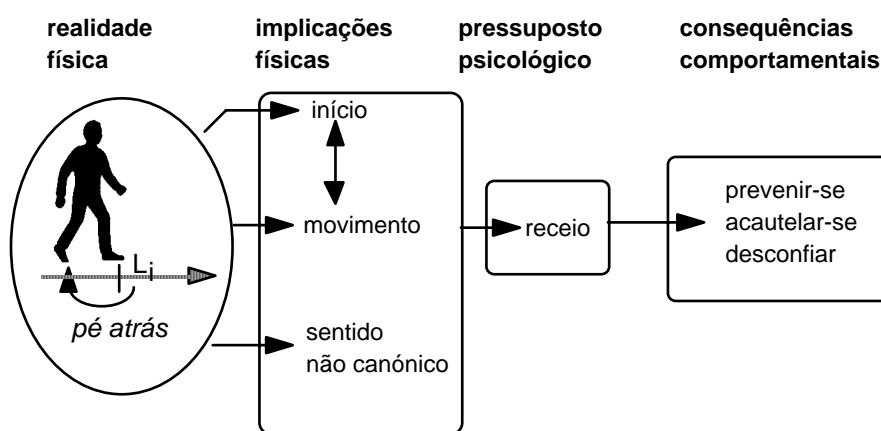 realidade
física
implicações
físicas
pressuposto
psicológico
consequências
comportamentais
início
movimento
sentido
não canónico
receio
prevenir-se
acautelar-se
desconfiar
Li
pé atrás